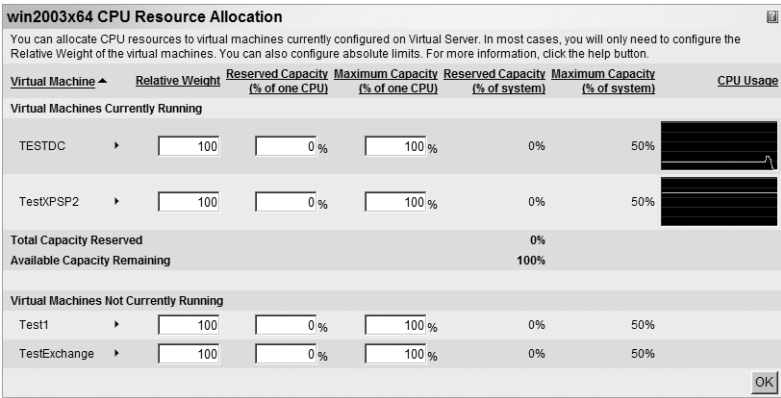 win2003x64 CPU Resource Allocation ?
You can allocate CPU resources to virtual machines currently configured on Virtual Server. In most cases, you will only need to configure the
Relative Weight of the virtual machines. You can also configure absolute limits. For more information, click the help button.
Virtual Machine Relative Weight Reserved Capacity (% of one CPU) Maximum Capacity (% of one CPU) Reserved Capacity (% of system) Maximum Capacity (% of system) CPU Usage
Virtual Machines Currently Running
TESTDC 100 0 % 100 % 0% 50%
TestXPSP2 100 0 % 100 % 0% 50%
Total Capacity Reserved 0%
Available Capacity Remaining 100%
Virtual Machines Not Currently Running
Test1 100 0 % 100 % 0% 50%
TestExchange 100 0 % 100 % 0% 50%
OK